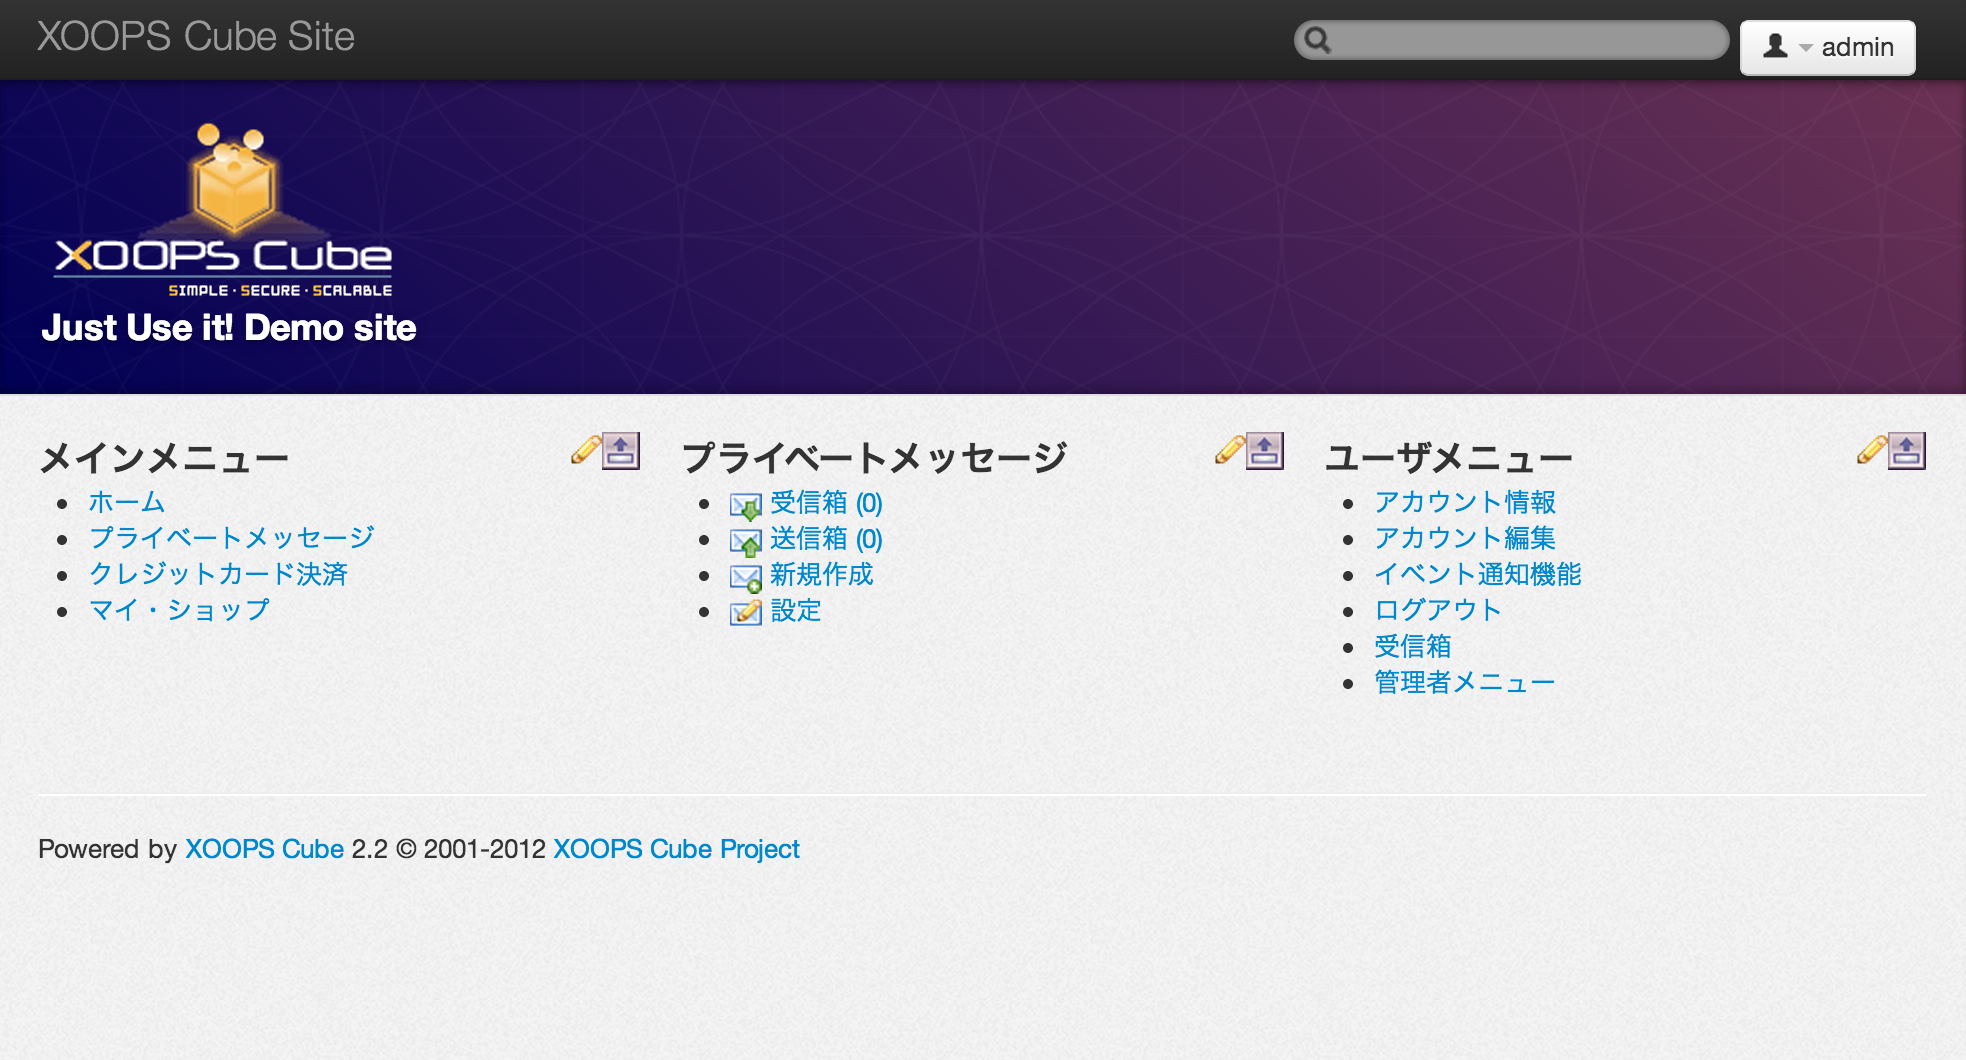 XOOPS Cube Site
admin
XOOPS Cube
SIMPLE · SECURE · SCALABLE
Just Use it! Demo site
メインメニュー
ホーム
プライベートメッセージ
クレジットカード決済
マイ・ショップ
プライベートメッセージ
受信箱 (0)
送信箱 (0)
新規作成
設定
ユーザメニュー
アカウント情報
アカウント編集
イベント通知機能
ログアウト
受信箱
管理者メニュー
Powered by XOOPS Cube 2.2 © 2001-2012 XOOPS Cube Project